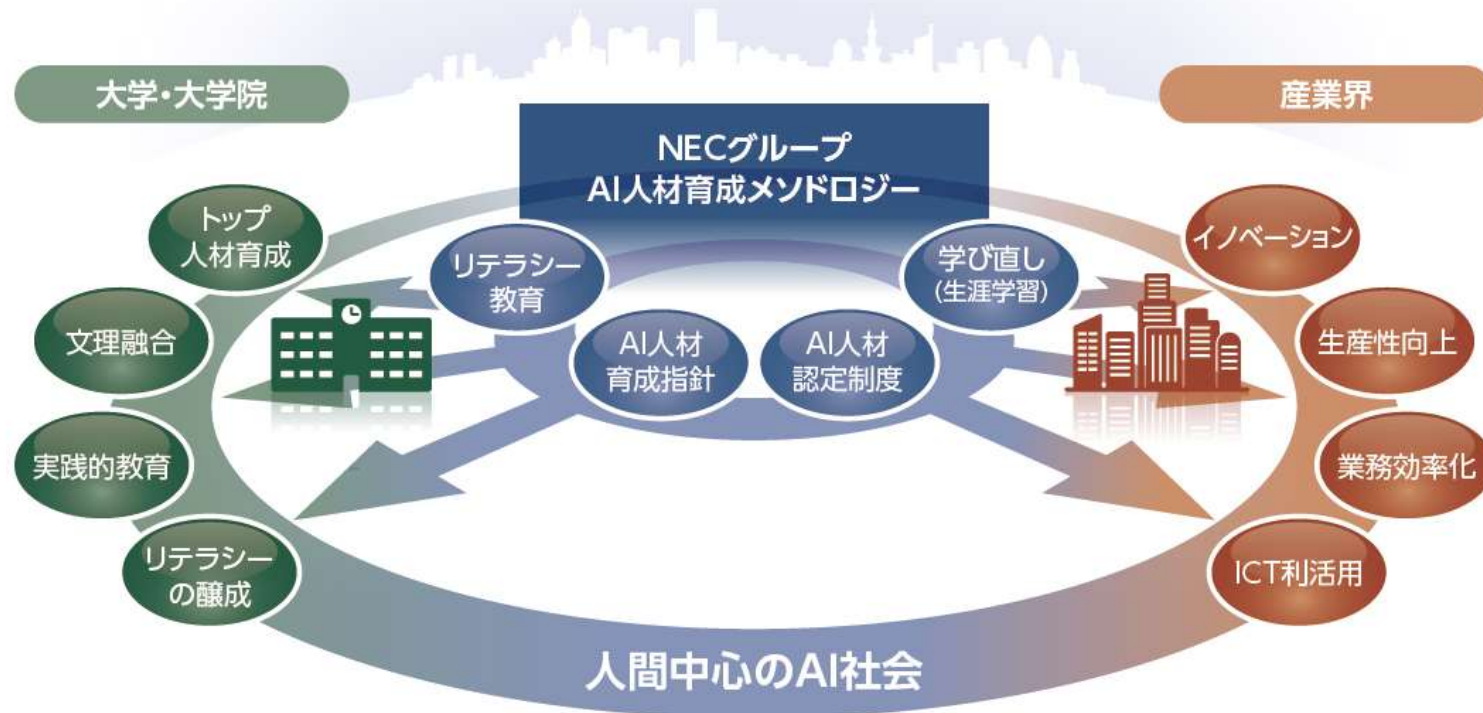 大学・大学院
産業界
NECグループ
AI人材育成メソドロジー
トップ
人材育成
文理融合
実践的教育
リテラシー
の醸成
リテラシー
教育
AI人材
育成指針
AI人材
認定制度
学び直し
(生涯学習)
イノベーション
生産性向上
業務効率化
ICT利活用
人間中心のAI社会